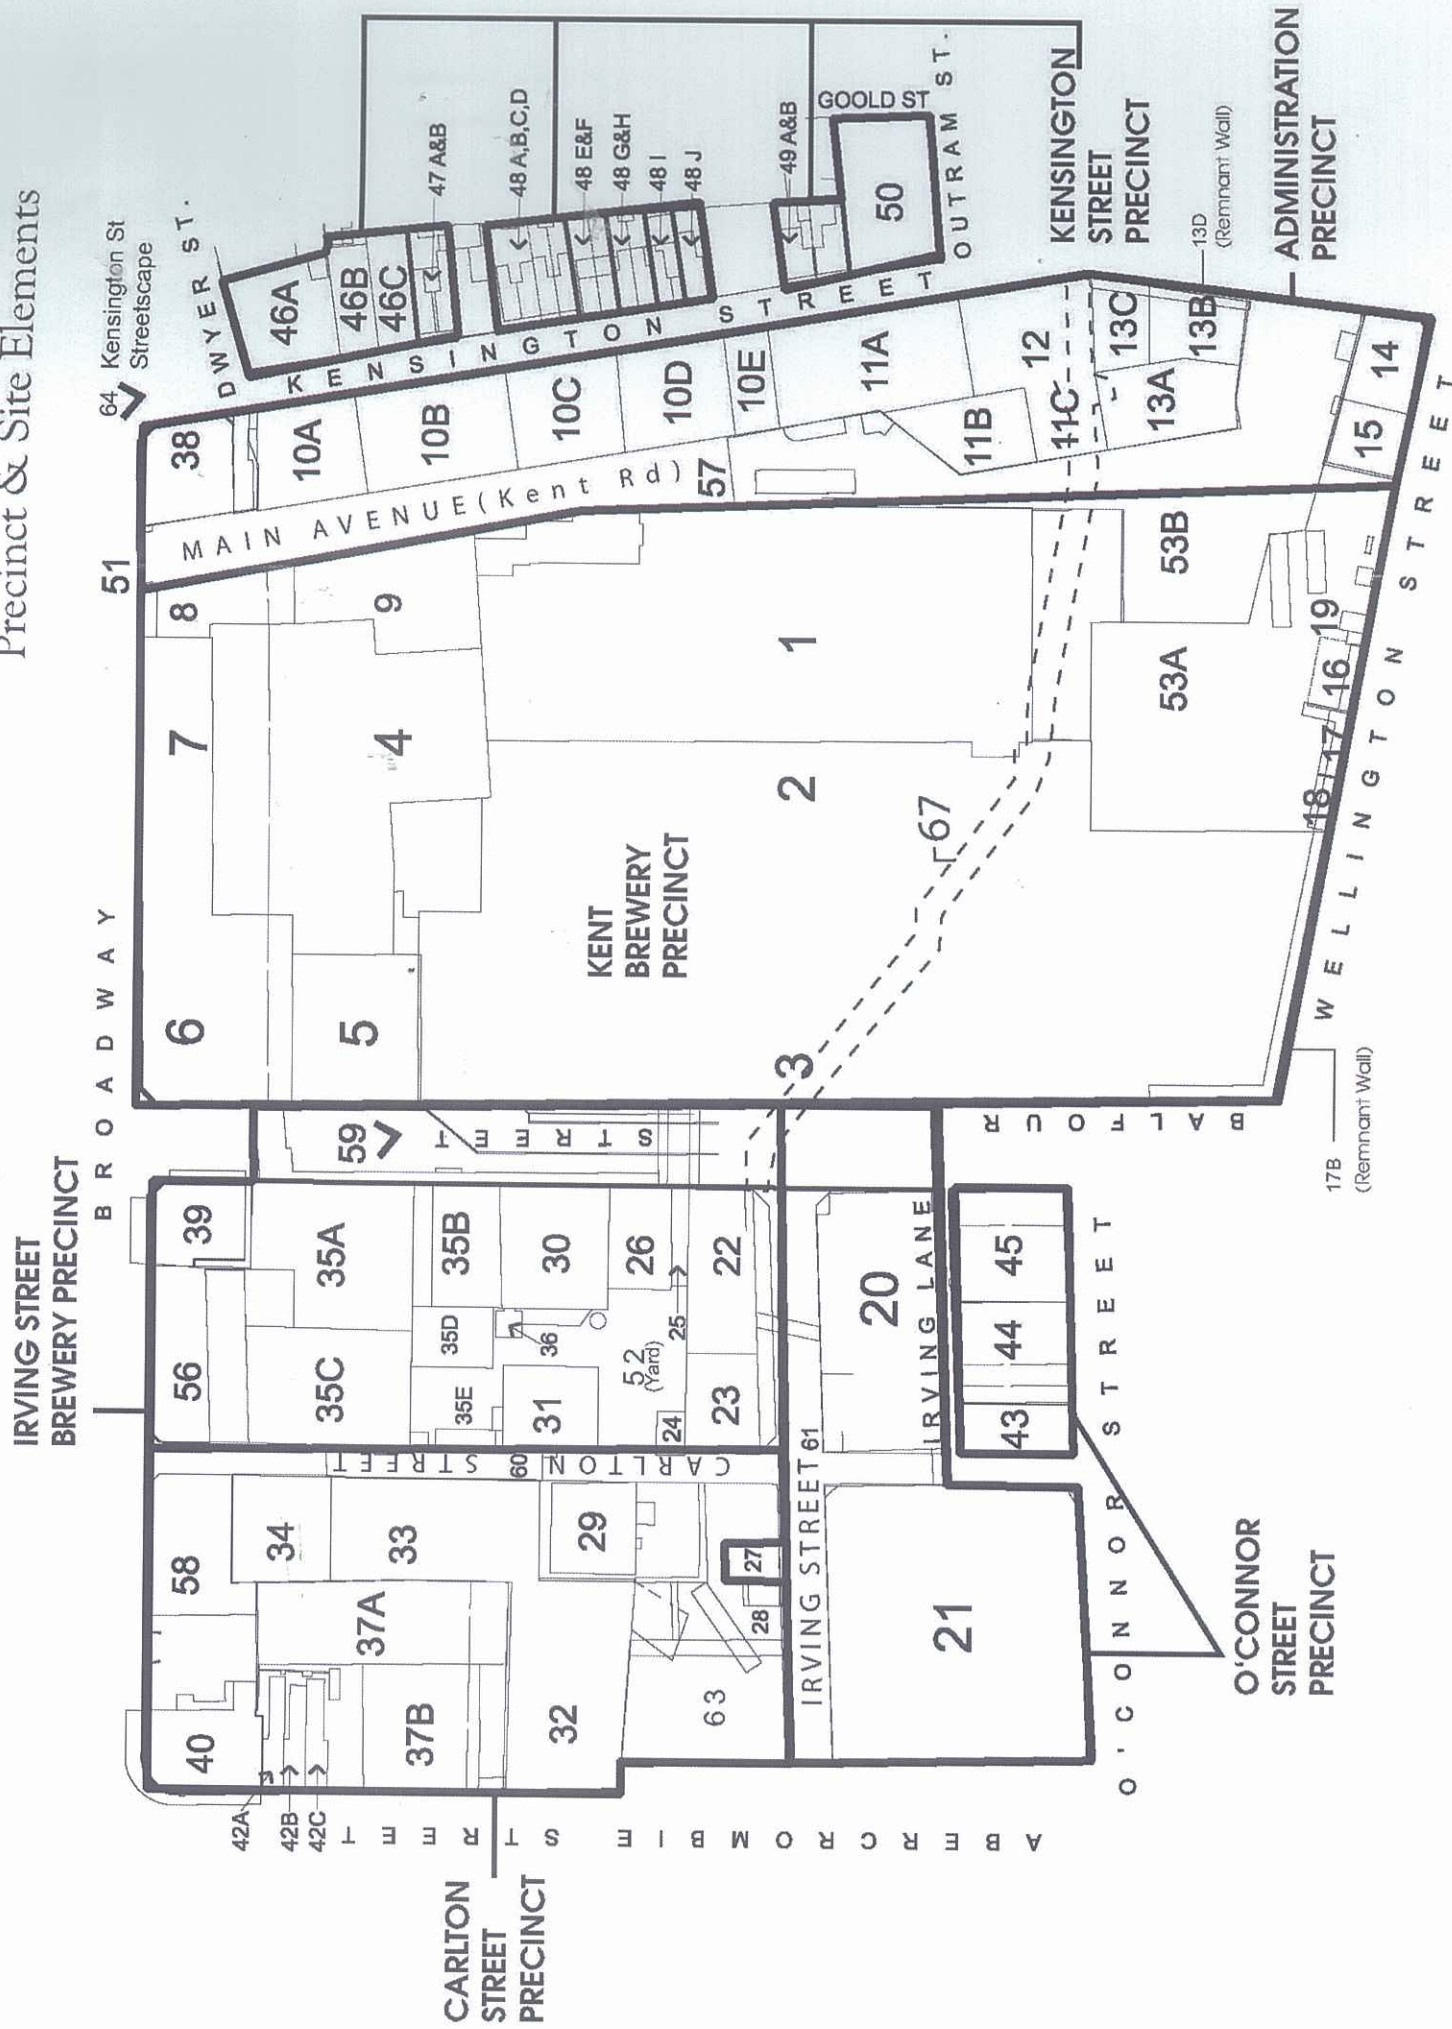 Precinct & Site Elements
64 Kensington St
Streetscape
DWYER ST.
KENSINGTON STREET
47 A&B
48 A,B,C,D
48 E&F
48 G&H
48 I
48 J
49 A&B
GOOLD ST
OUTRAM ST.
46A
46B
46C
50
KENSINGTON
STREET
PRECINCT
13D
(Remnant Wall)
ADMINISTRATION
PRECINCT
38
10A
10B
10C
10D
10E
11A
11B
11C
12
13A
13B
13C
14
15
MAIN AVENUE (Kent Rd)
57
51
BROADWAY
8
9
7
4
6
5
1
2
3
KENT
BREWERY
PRECINCT
67
53A
53B
19
16
17
18
WELLINGTON STREET
17B
(Remnant Wall)
BALFOUR
STREET
59
IRVING STREET
BREWERY PRECINCT
39
56
35A
35B
35C
35D
35E
30
36
31
26
25
52
(Yard)
24
22
23
CARLTON STREET
60
IRVING STREET 61
20
IRVING LANE
45
44
43
O'CONNOR STREET
O'CONNOR
STREET
PRECINCT
58
34
33
29
27
28
37A
37B
40
42A
42B
42C
32
63
IRVING STREET
21
ABERCROMBIE STREET
CARLTON
STREET
PRECINCT